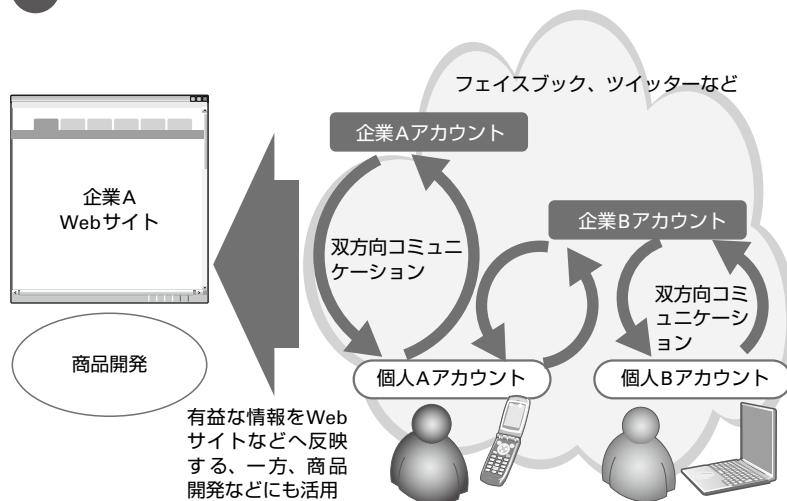 フェイスブック、ツイッターなど
企業Aアカウント
企業A
Webサイト
企業Bアカウント
双方向コミュニ
ケーション
双方向コミ
ュニケーシ
ョン
商品開発
個人Aアカウント
個人Bアカウント
有益な情報をWeb
サイトなどへ反映
する、一方、商品
開発などにも活用